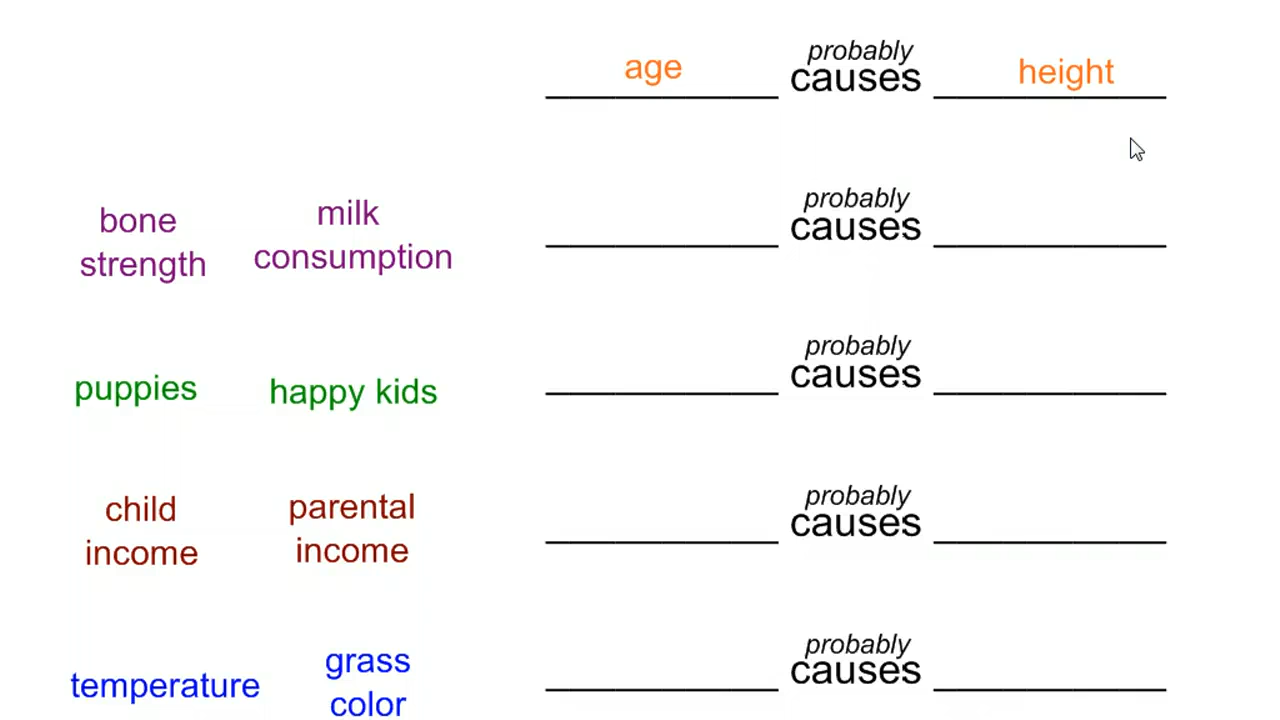 age probably causes height
bone strength milk consumption probably causes
puppies happy kids probably causes
child income parental income probably causes
temperature grass color probably causes